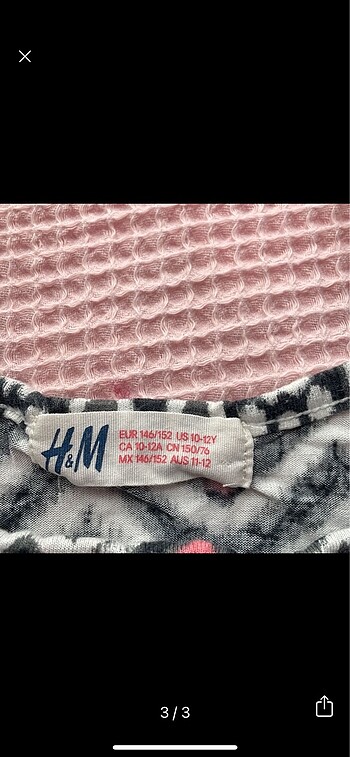 H&M
EUR 146/152 US 10-12Y
CA 10-12A CN 150/76
MX 146/152 AUS 11-12
3/3